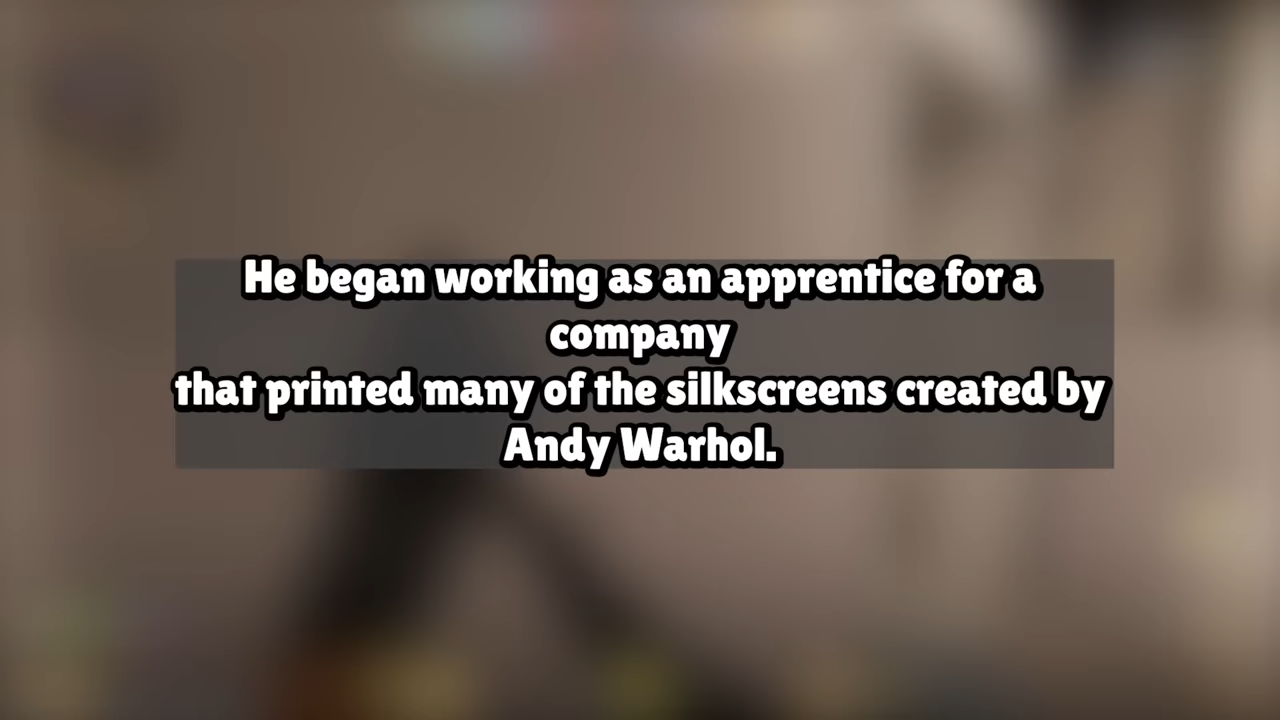 He began working as an apprentice for a
company
that printed many of the silkscreens created by
Andy Warhol.